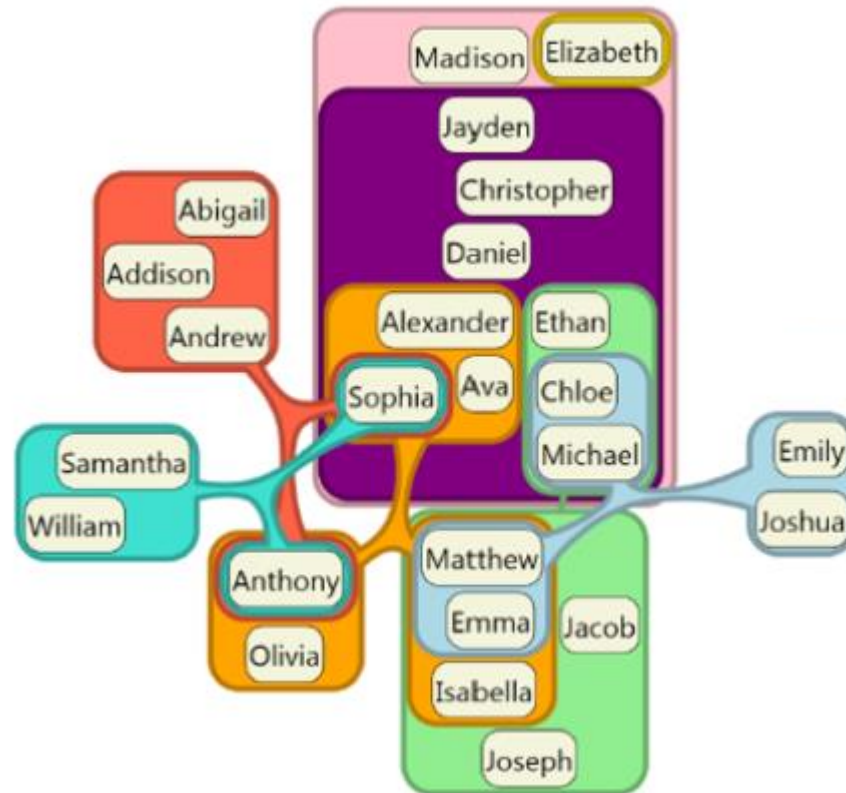 Madison
Elizabeth
Jayden
Christopher
Abigail
Daniel
Addison
Andrew
Alexander
Ethan
Sophia
Ava
Chloe
Samantha
Michael
Emily
William
Joshua
Anthony
Matthew
Olivia
Emma
Jacob
Isabella
Joseph